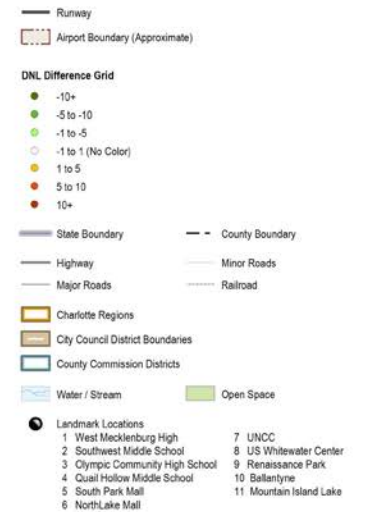 Runway
Airport Boundary (Approximate)
DNL Difference Grid
-10+
-5 to -10
-1 to -5
-1 to 1 (No Color)
1 to 5
5 to 10
10+
State Boundary County Boundary
Highway Minor Roads
Major Roads Railroad
Charlotte Regions
City Council District Boundaries
County Commission Districts
Water / Stream Open Space
Landmark Locations
1 West Mecklenburg High 7 UNCC
2 Southwest Middle School 8 US Whitewater Center
3 Olympic Community High School 9 Renaissance Park
4 Quail Hollow Middle School 10 Ballantyne
5 South Park Mall 11 Mountain Island Lake
6 NorthLake Mall